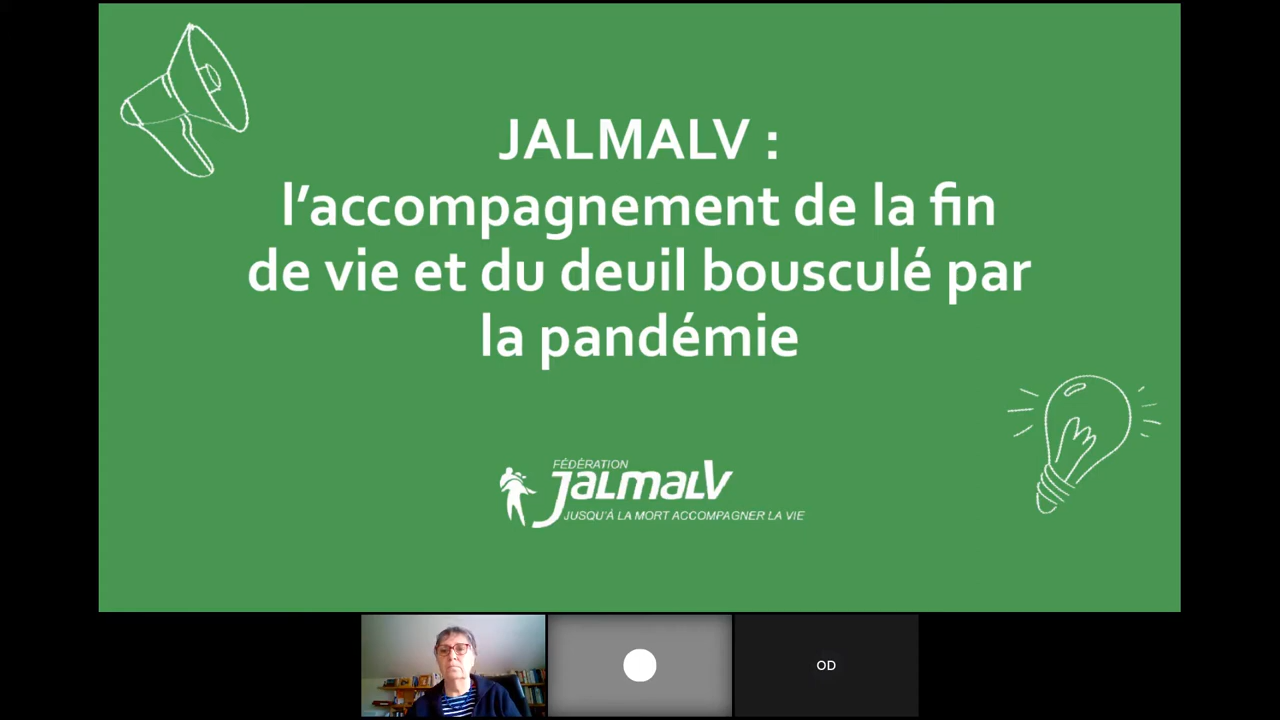 JALMALV :
l’accompagnement de la fin
de vie et du deuil bousculé par
la pandémie
FÉDÉRATION
JALMALV
JUSQU'À LA MORT ACCOMPAGNER LA VIE
OD